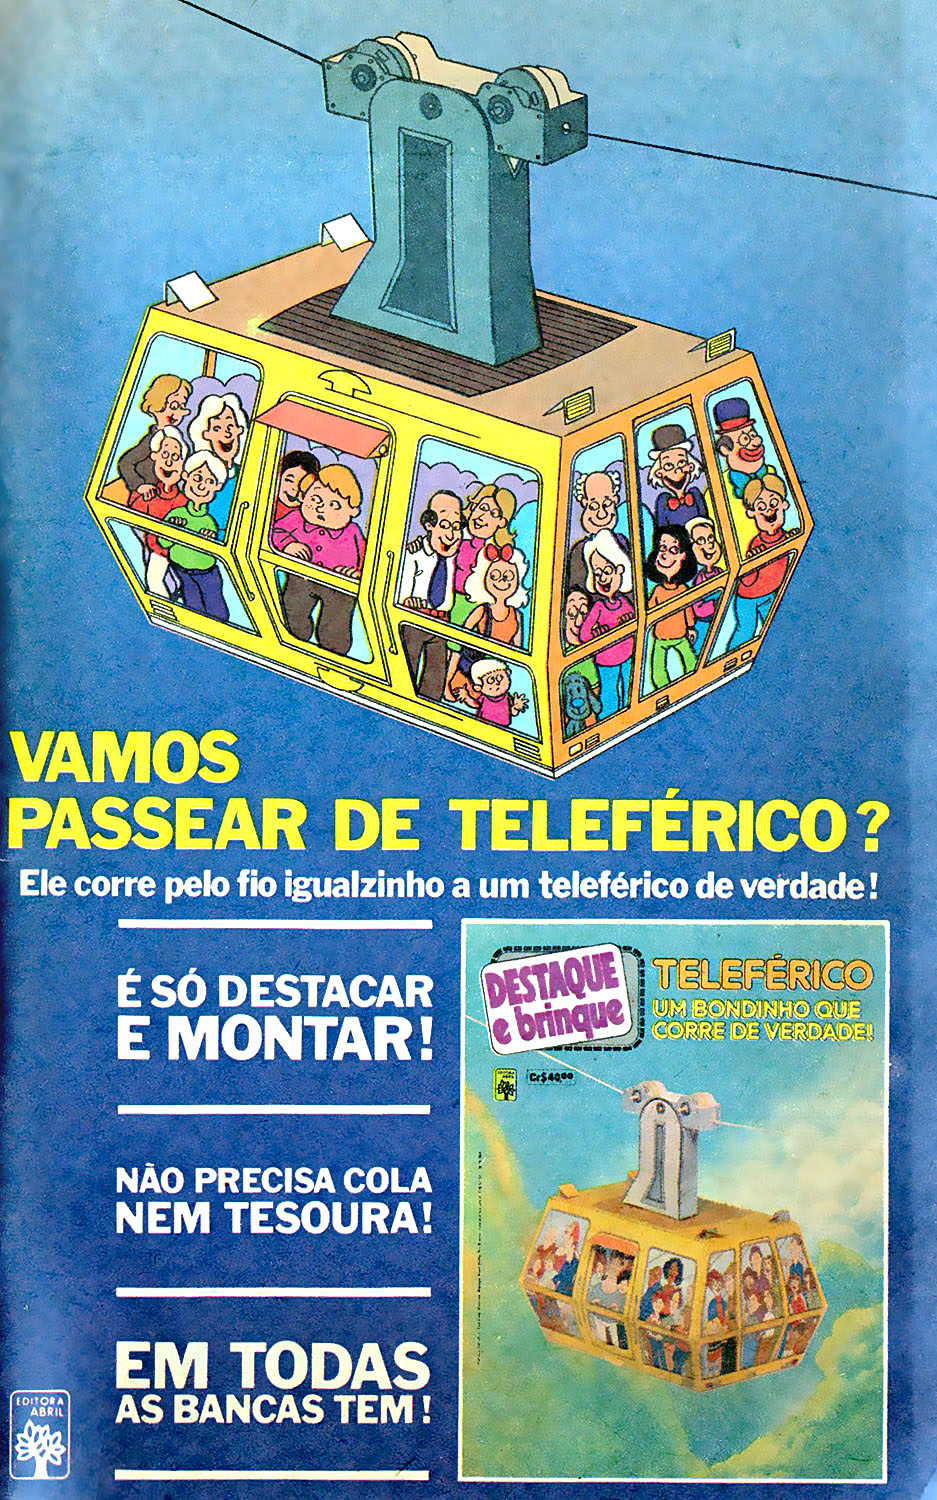 VAMOS
PASSEAR DE TELEFÉRICO?
Ele corre pelo fio igualzinho a um teleférico de verdade!
É SÓ DESTACAR
E MONTAR!
NÃO PRECISA COLA
NEM TESOURA!
EM TODAS
AS BANCAS TEM!
EDITORA
ABRIL
DESTAQUE
e brinque
TELEFÉRICO
UM BONDINHO QUE
CORRE DE VERDADE!
EDITORA
ABRIL
Cr$40,00